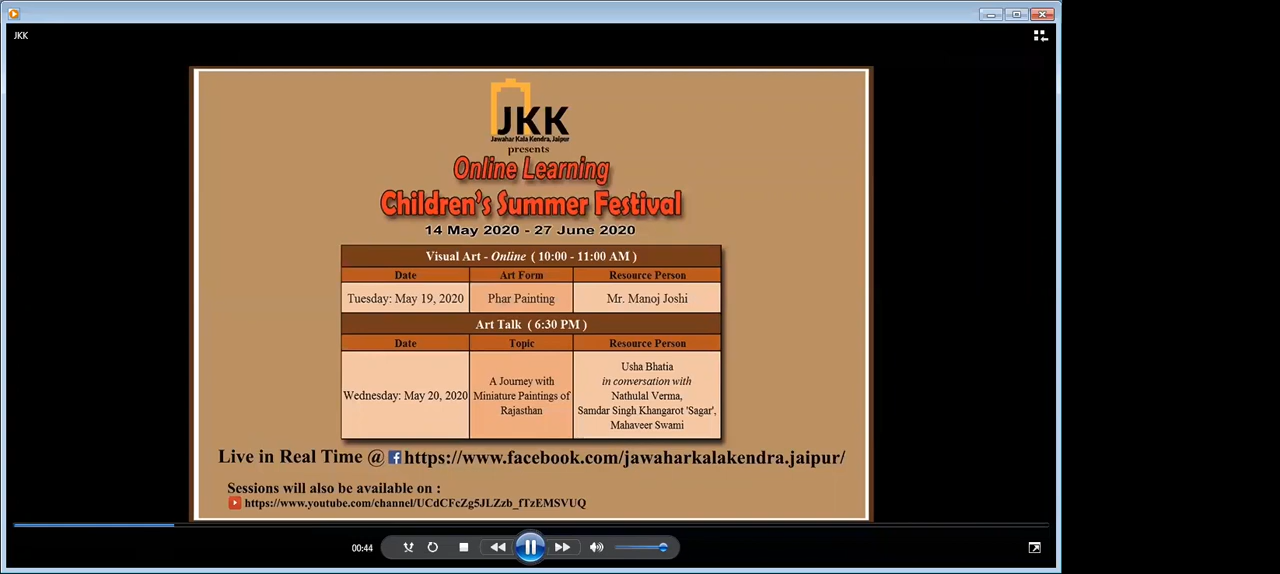 JKK
JKK
Jawahar Kala Kendra, Jaipur
presents
Online Learning
Children's Summer Festival
14 May 2020 - 27 June 2020
Visual Art - Online ( 10:00 - 11:00 AM )
Date Art Form Resource Person
Tuesday: May 19, 2020 Phar Painting Mr. Manoj Joshi
Art Talk ( 6:30 PM )
Date Topic Resource Person
Wednesday: May 20, 2020
A Journey with
Miniature Paintings of
Rajasthan
Usha Bhatia
in conversation with
Nathulal Verma,
Samdar Singh Khangarot 'Sagar',
Mahaveer Swami
Live in Real Time @ https://www.facebook.com/jawaharkalakendra.jaipur/
Sessions will also be available on :
https://www.youtube.com/channel/UCdCFcZg5JLZzb_fTzEMSVUQ
00:44